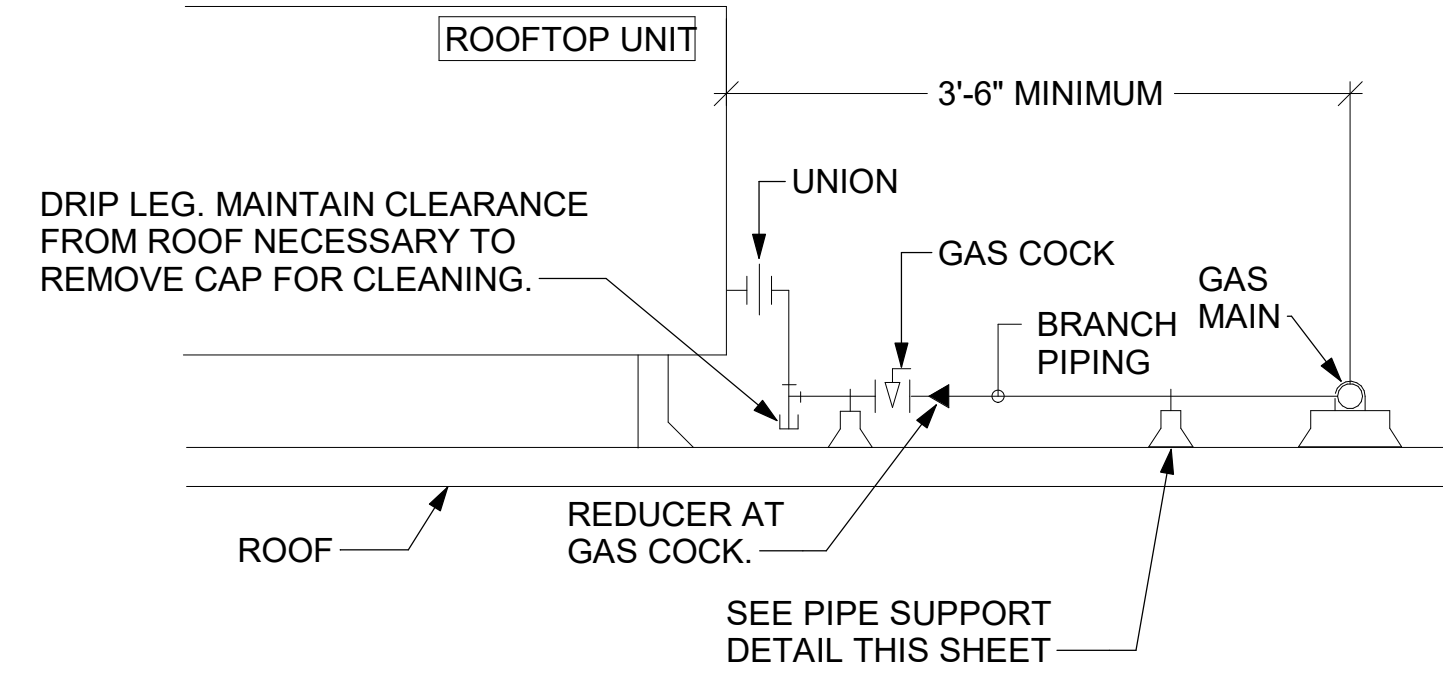 ROOFTOP UNIT
3'-6" MINIMUM
UNION
DRIP LEG. MAINTAIN CLEARANCE
FROM ROOF NECESSARY TO
REMOVE CAP FOR CLEANING.
GAS COCK
GAS
MAIN
BRANCH
PIPING
REDUCER AT
GAS COCK.
ROOF
SEE PIPE SUPPORT
DETAIL THIS SHEET